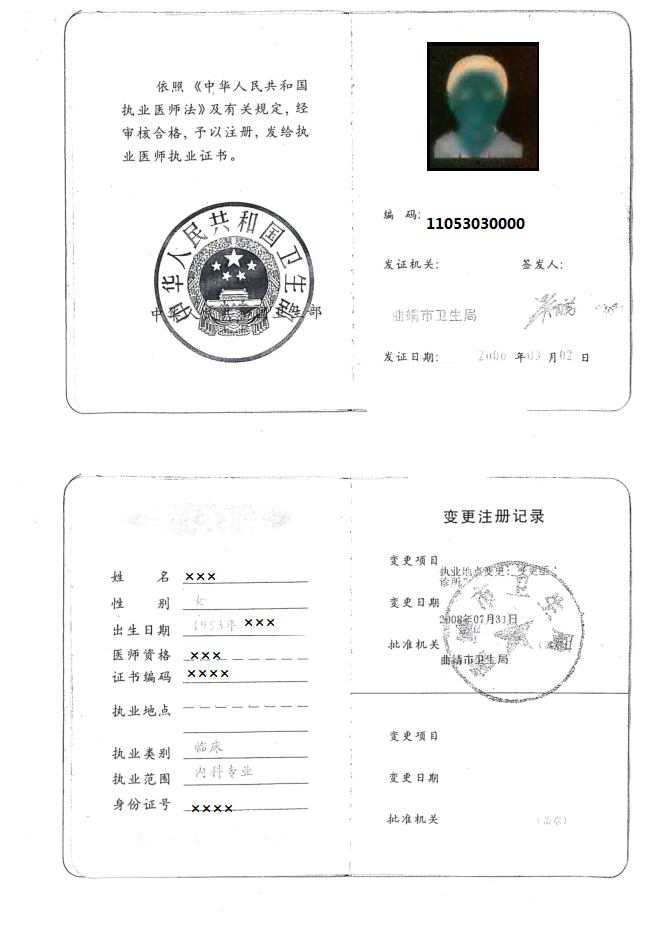 依照《中华人民共和国
执业医师法》及有关规定，经
审核合格，予以注册，发给执
业医师执业证书。
中华人民共和国卫生部
编 码：11053030000
发证机关：
签发人：
曲靖市卫生局
发证日期： 2006 年 03 月 02 日
姓 名 ×××
性 别 女
出生日期 1953年 ×××
医师资格 ×××
证书编码 ××××
执业地点
执业类别 临床
执业范围 内科专业
身份证号 ××××
变更注册记录
变更项目 执业地点变更：变更至
诊所
变更日期 2008年07月31日
批准机关
曲靖市卫生局
变更项目
变更日期
批准机关 （盖章）